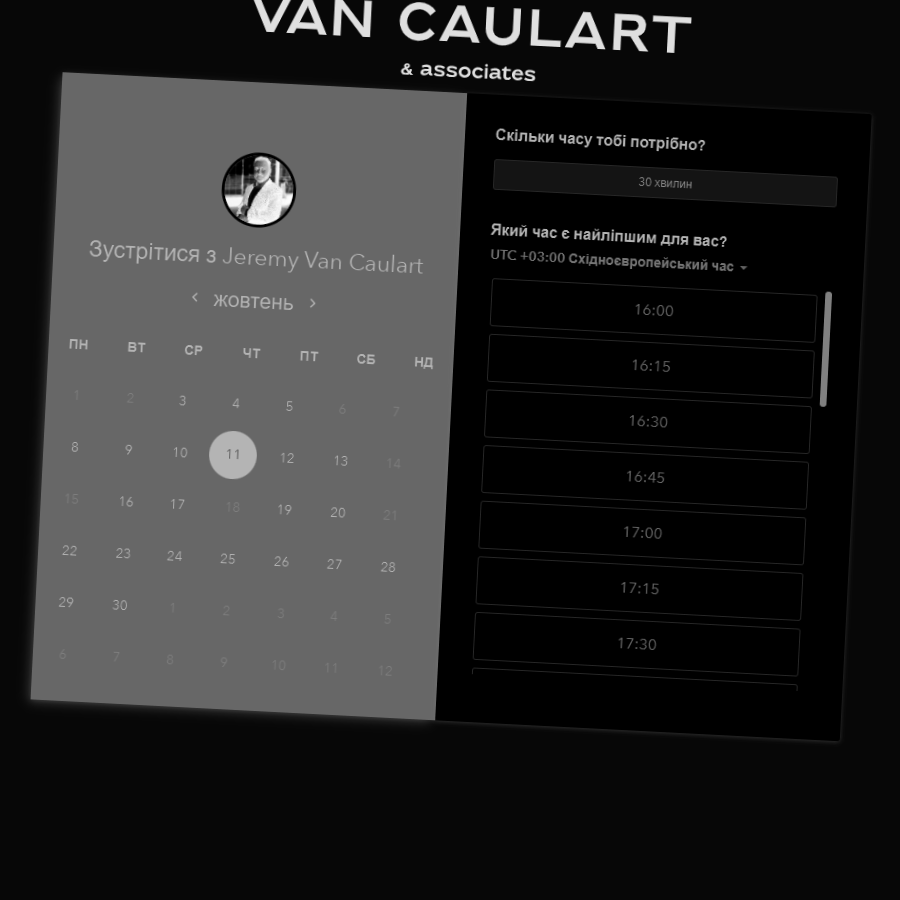 VAN CAULART
& associates
Зустрітися з Jeremy Van Caulart
жовтень
ПН ВТ СР ЧТ ПТ СБ НД
1 2 3 4 5 6 7
8 9 10 11 12 13 14
15 16 17 18 19 20 21
22 23 24 25 26 27 28
29 30 1 2 3 4 5
6 7 8 9 10 11 12
Скільки часу тобі потрібно?
30 хвилин
Який час є найліпшим для вас?
UTC +03:00 Східноєвропейський час
16:00
16:15
16:30
16:45
17:00
17:15
17:30